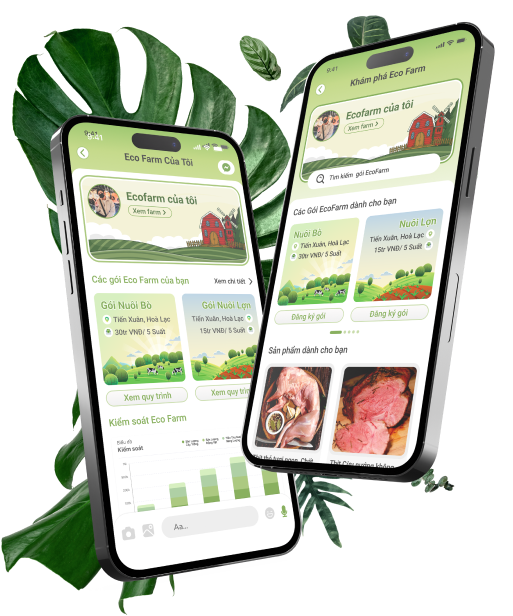 9:41
Eco Farm Của Tôi
Ecofarm của tôi
Xem farm >
Các gói Eco Farm của bạn
Xem chi tiết >
Gói Nuôi Bò
Tiến Xuân, Hoà Lạc
30tr VNĐ/ 5 Suất
Xem quy trình
Gói Nuôi Lợn
Tiến Xuân, Hoà Lạc
15tr VNĐ/ 5 Suất
Xem quy trình
Kiểm soát Eco Farm
Biểu đồ
Kiểm soát
Aa...
9:41
Khám phá Eco Farm
Ecofarm của tôi
Xem farm >
Tìm kiếm gói EcoFarm
Các Gói EcoFarm dành cho bạn
Nuôi Bò
Tiến Xuân, Hoà Lạc
30tr VNĐ/ 5 Suất
Đăng ký gói
Nuôi Lợn
Tiến Xuân, Hoà Lạc
15tr VNĐ/ 5 Suất
Đăng ký gói
Sản phẩm dành cho bạn
Thịt Cừu nướng không